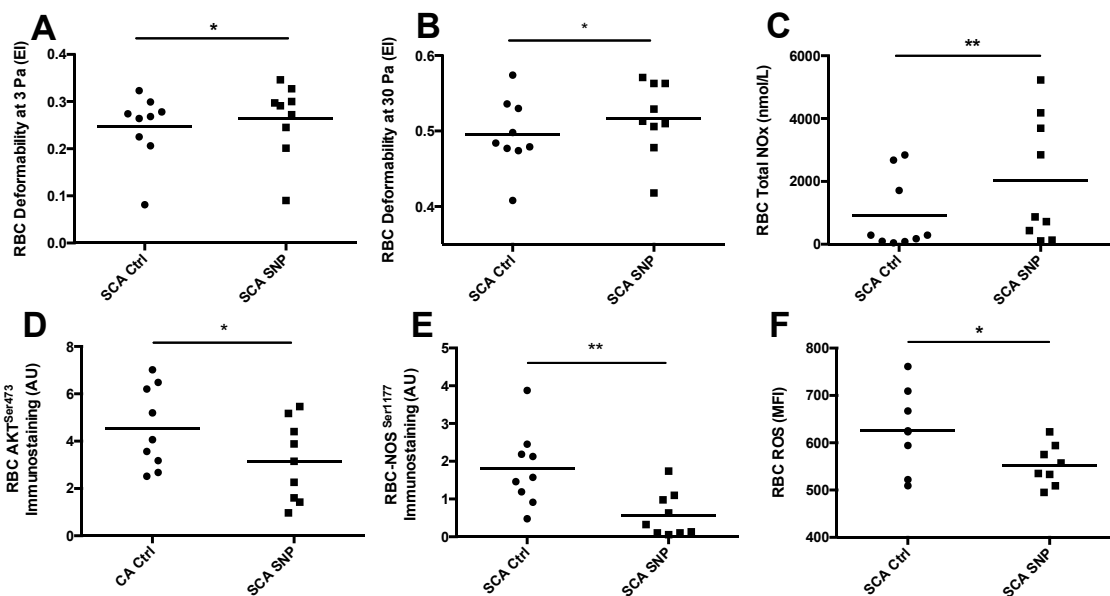 A
*
RBC Deformability at 3 Pa (EI)
0.4
0.3
0.2
0.1
0.0
SCA Ctrl
SCA SNP
B
*
RBC Deformability at 30 Pa (EI)
0.6
0.5
0.4
SCA Ctrl
SCA SNP
C
**
RBC Total NOx (nmol/L)
6000
4000
2000
0
SCA Ctrl
SCA SNP
D
*
RBC AKTSer473
Immunostaining (AU)
8
6
4
2
0
CA Ctrl
SCA SNP
E
**
RBC-NOS Ser1177
Immunostaining (AU)
5
4
3
2
1
0
SCA Ctrl
SCA SNP
F
*
RBC ROS (MFI)
800
700
600
500
400
SCA Ctrl
SCA SNP